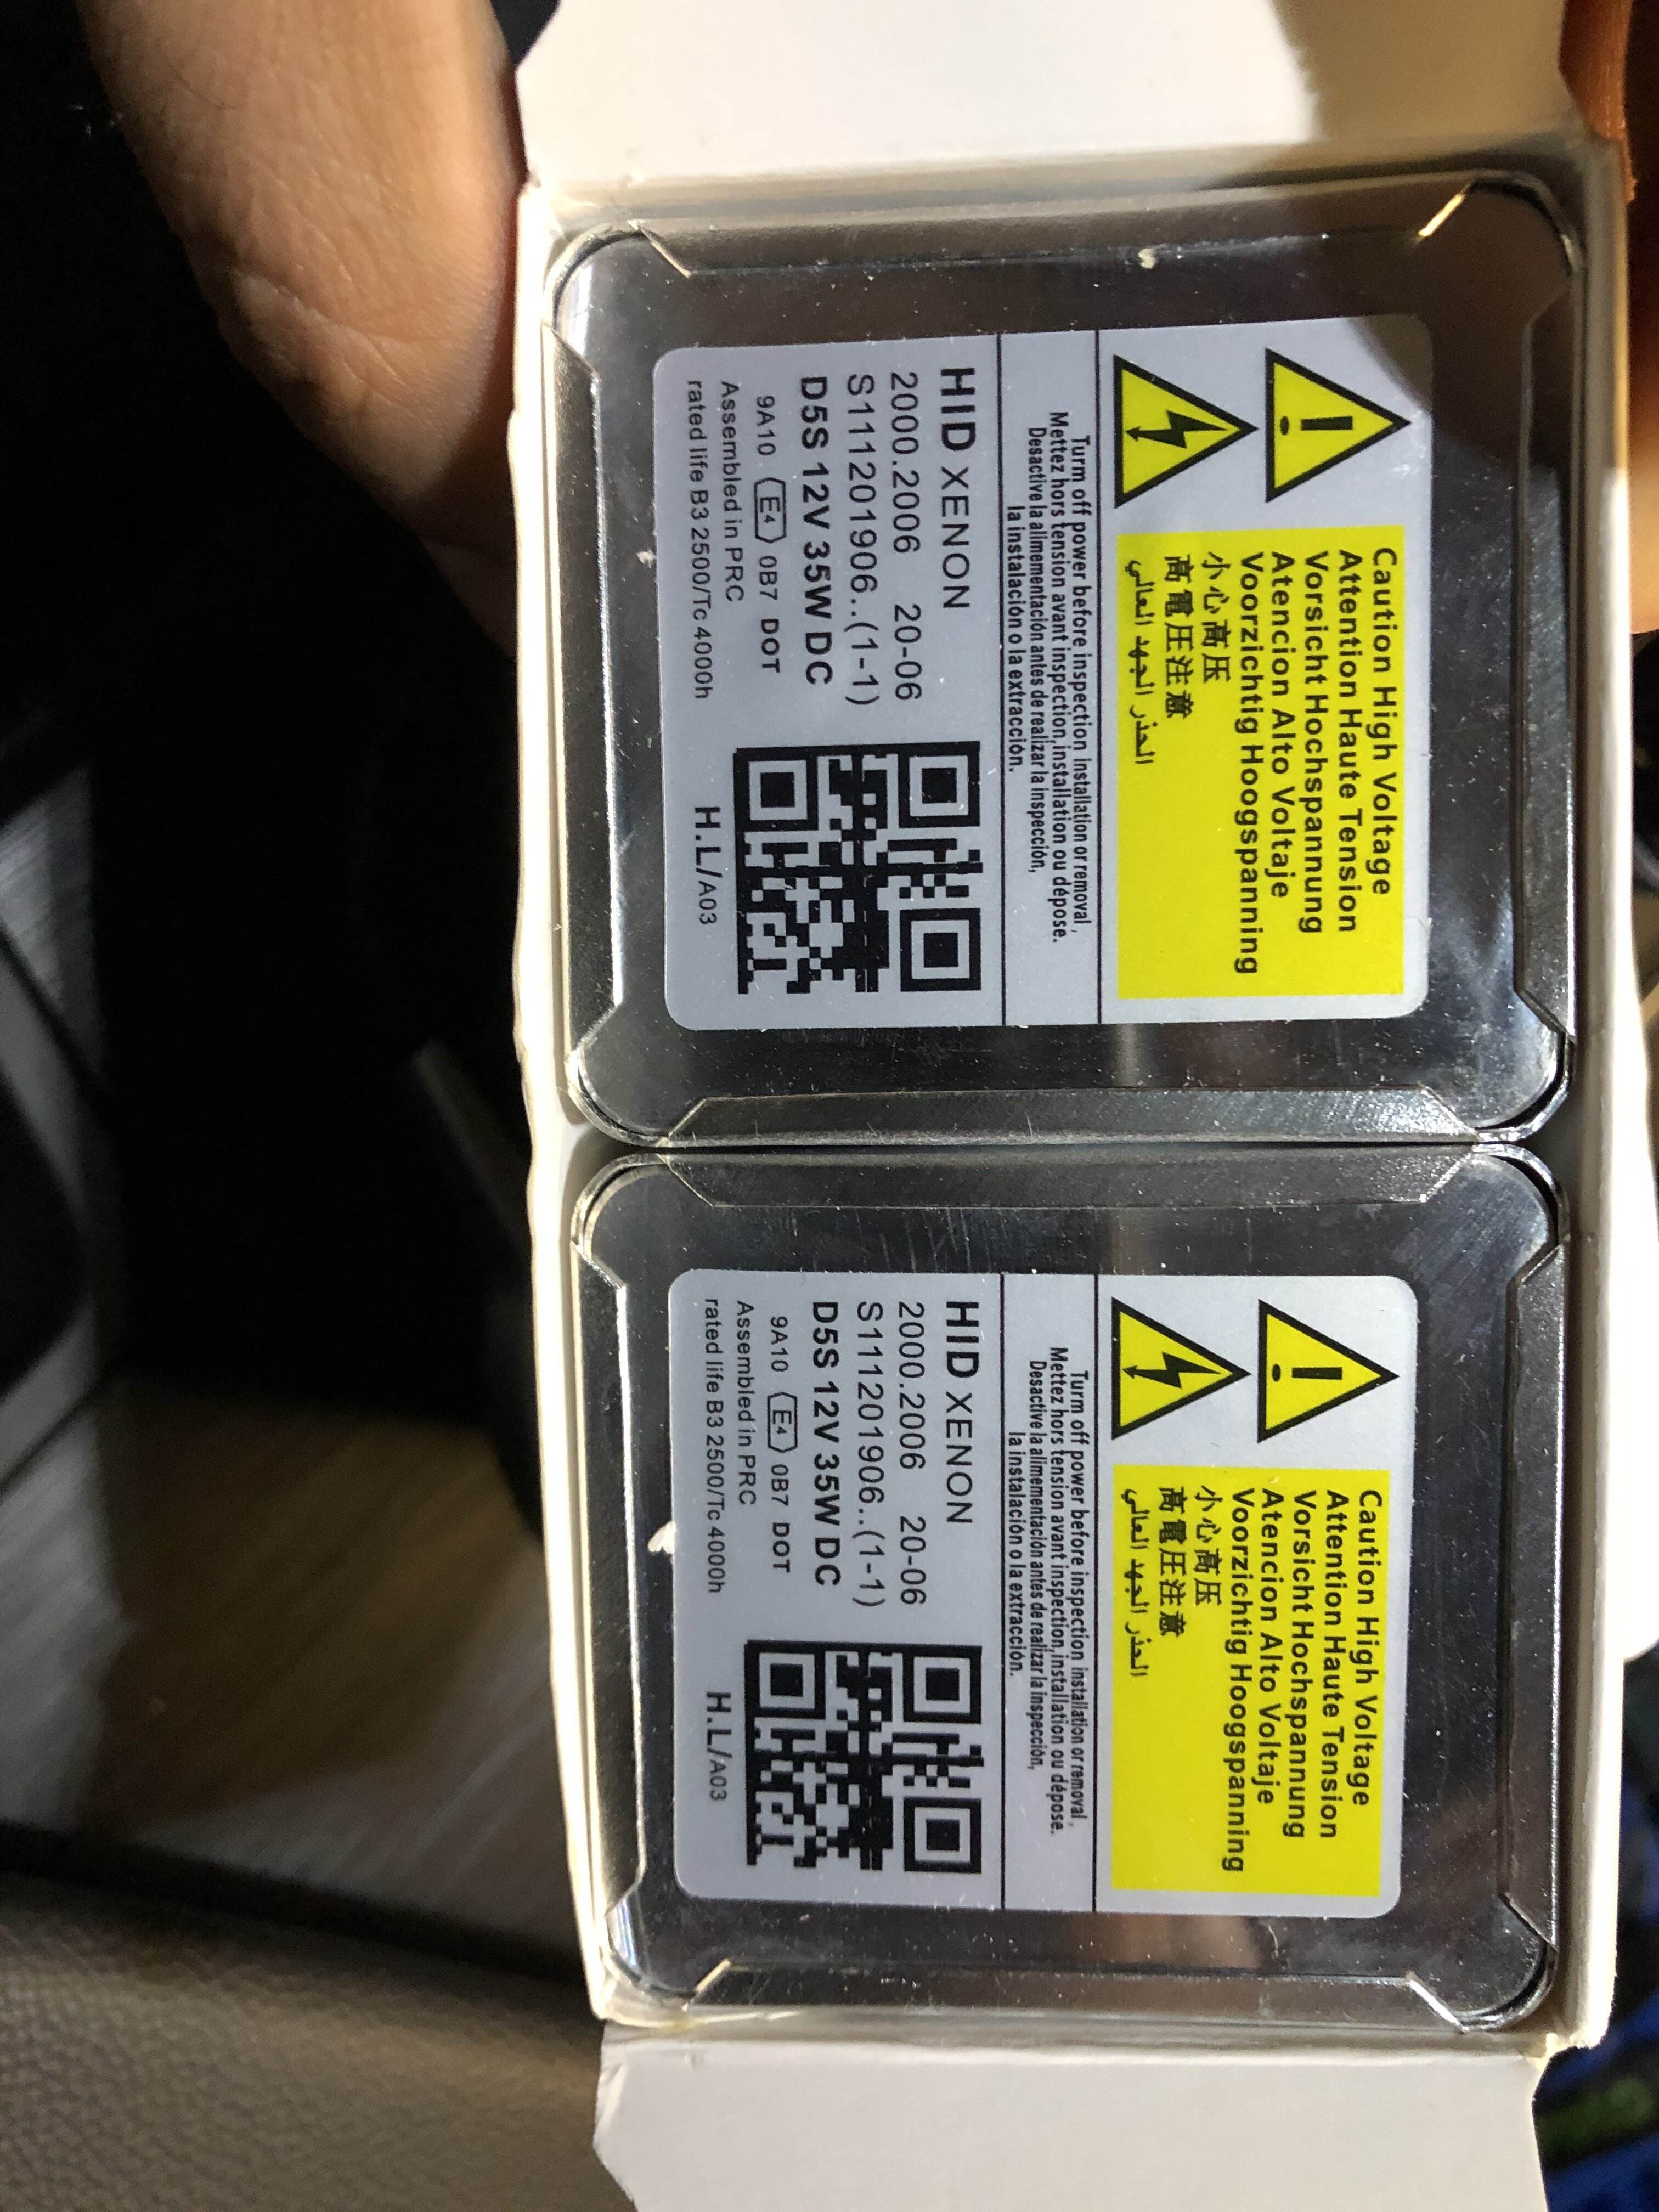 Caution High Voltage
Attention Haute Tension
Vorsicht Hochspannung
Atencion Alto Voltaje
Voorzichtig Hoogspanning
小心高压
高電圧注意
الحذر الجهد العالي
Turm off power before inspection installation or removal,
Mettez hors tension avant inspection,installation ou dépose.
Desactive la alimementación antes de realizar la inspección,
la instalación o la extracción.
HID XENON
2000.2006 20-06
S111201906..(1-1)
D5S 12V 35W DC
9A10 E4 0B7 DOT
Assembled in PRC
rated life B3 2500/Tc 4000h
H.L/A03
Caution High Voltage
Attention Haute Tension
Vorsicht Hochspannung
Atencion Alto Voltaje
Voorzichtig Hoogspanning
小心高压
高電圧注意
الحذر الجهد العالي
Turm off power before inspection installation or removal,
Mettez hors tension avant inspection,installation ou dépose.
Desactive la alimementación antes de realizar la inspección,
la instalación o la extracción.
HID XENON
2000.2006 20-06
S111201906..(1-1)
D5S 12V 35W DC
9A10 E4 0B7 DOT
Assembled in PRC
rated life B3 2500/Tc 4000h
H.L/A03